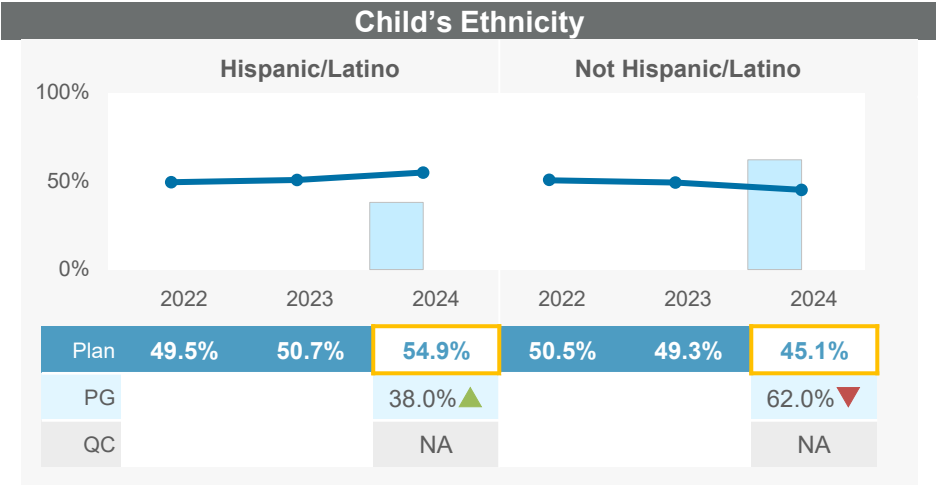 Child's Ethnicity
Hispanic/Latino Not Hispanic/Latino
100%
50%
0%
2022 2023 2024 2022 2023 2024
Plan 49.5% 50.7% 54.9% 50.5% 49.3% 45.1%
PG 38.0% 62.0%
QC NA NA